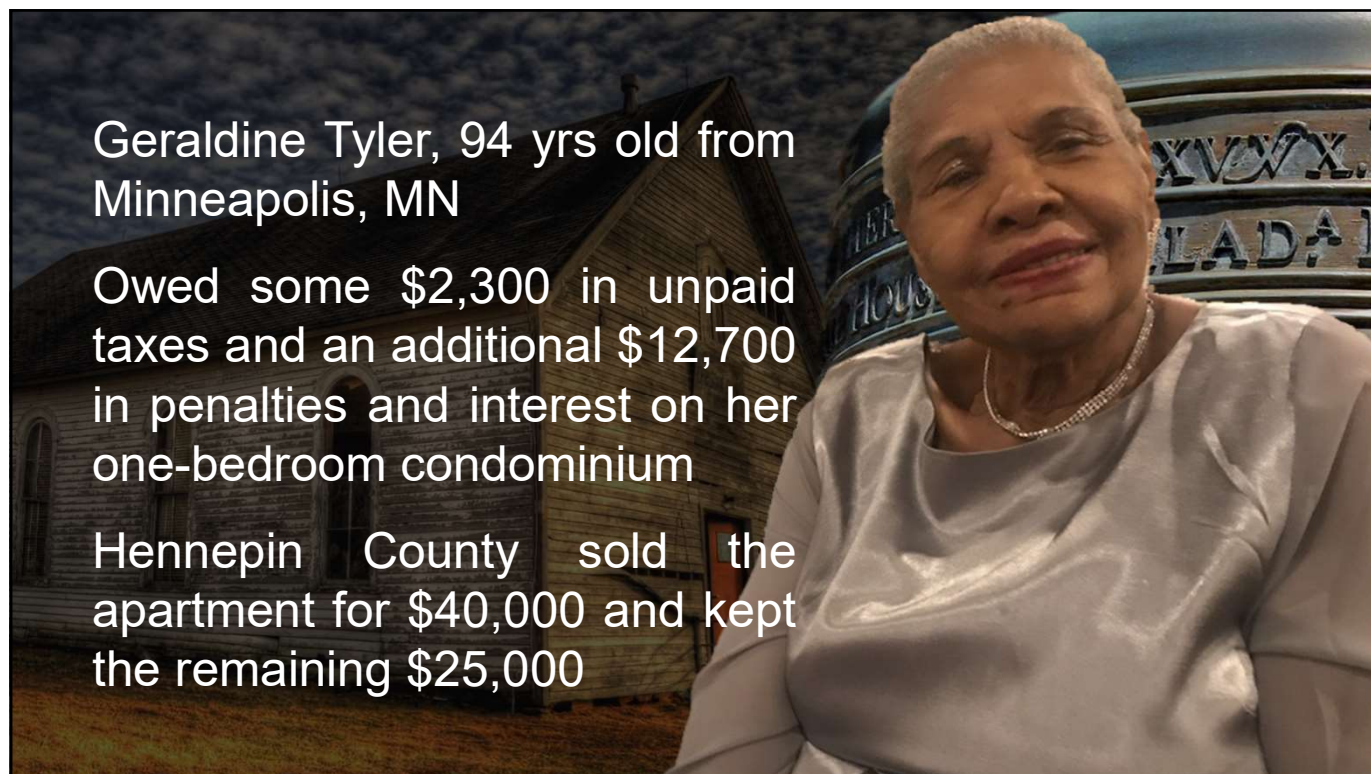 Geraldine Tyler, 94 yrs old from
Minneapolis, MN
Owed some $2,300 in unpaid
taxes and an additional $12,700
in penalties and interest on her
one-bedroom condominium
Hennepin County sold the
apartment for $40,000 and kept
the remaining $25,000
HOUS
LAD